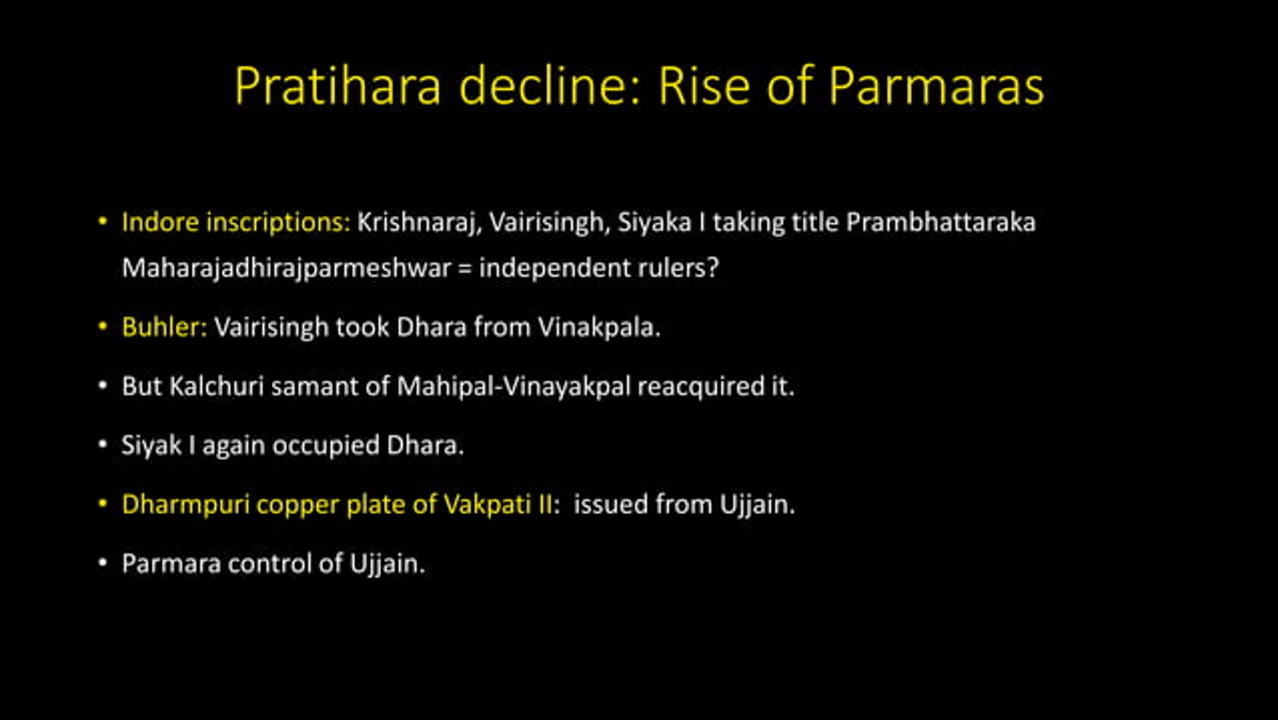 Pratihara decline: Rise of Parmaras
• Indore inscriptions: Krishnaraj, Vairisingh, Siyaka I taking title Prambhattaraka
Maharajadhirajparmeshwar = independent rulers?
• Buhler: Vairisingh took Dhara from Vinakpala.
• But Kalchuri samant of Mahipal-Vinayakpal reacquired it.
• Siyak I again occupied Dhara.
• Dharmpuri copper plate of Vakpati II: issued from Ujjain.
• Parmara control of Ujjain.